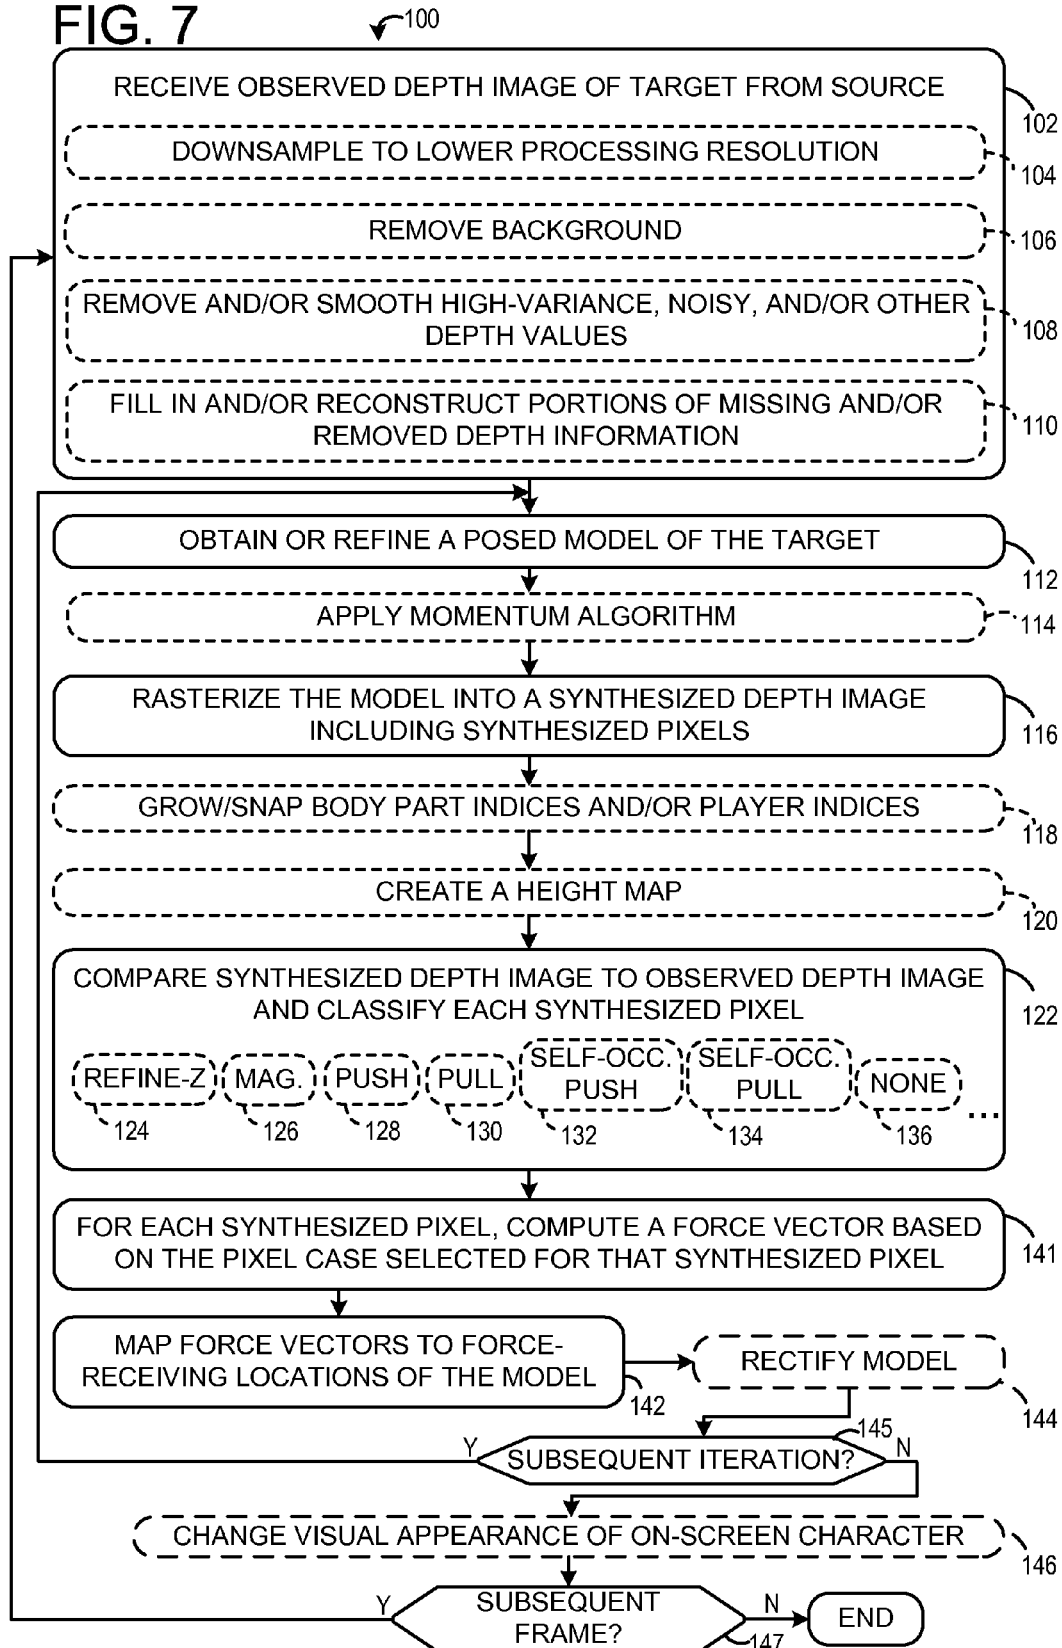 FIG. 7
100
RECEIVE OBSERVED DEPTH IMAGE OF TARGET FROM SOURCE
102
DOWNSAMPLE TO LOWER PROCESSING RESOLUTION
104
REMOVE BACKGROUND
106
REMOVE AND/OR SMOOTH HIGH-VARIANCE, NOISY, AND/OR OTHER
DEPTH VALUES
108
FILL IN AND/OR RECONSTRUCT PORTIONS OF MISSING AND/OR
REMOVED DEPTH INFORMATION
110
OBTAIN OR REFINE A POSED MODEL OF THE TARGET
112
APPLY MOMENTUM ALGORITHM
114
RASTERIZE THE MODEL INTO A SYNTHESIZED DEPTH IMAGE
INCLUDING SYNTHESIZED PIXELS
116
GROW/SNAP BODY PART INDICES AND/OR PLAYER INDICES
118
CREATE A HEIGHT MAP
120
COMPARE SYNTHESIZED DEPTH IMAGE TO OBSERVED DEPTH IMAGE
AND CLASSIFY EACH SYNTHESIZED PIXEL
122
REFINE-Z
124
MAG.
126
PUSH
128
PULL
130
SELF-OCC.
PUSH
132
SELF-OCC.
PULL
134
NONE
136
...
FOR EACH SYNTHESIZED PIXEL, COMPUTE A FORCE VECTOR BASED
ON THE PIXEL CASE SELECTED FOR THAT SYNTHESIZED PIXEL
141
MAP FORCE VECTORS TO FORCE-
RECEIVING LOCATIONS OF THE MODEL
142
RECTIFY MODEL
144
145
Y
SUBSEQUENT ITERATION?
N
CHANGE VISUAL APPEARANCE OF ON-SCREEN CHARACTER
146
Y
SUBSEQUENT
FRAME?
N
147
END